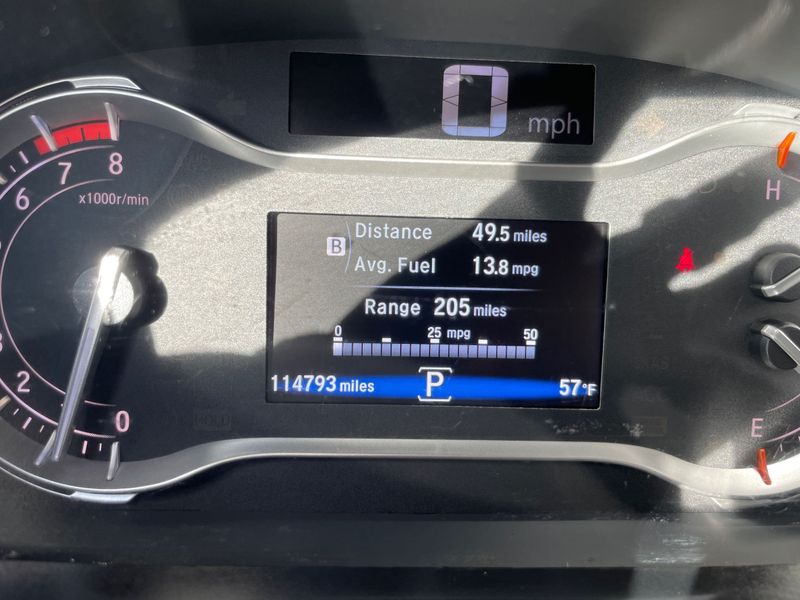 0 mph
8
7
6
x1000r/min
H
B
Distance 49.5 miles
Avg. Fuel 13.8 mpg
Range 205 miles
0 25 mpg 50
2
114793 miles P 57°F
0
HOLD
E